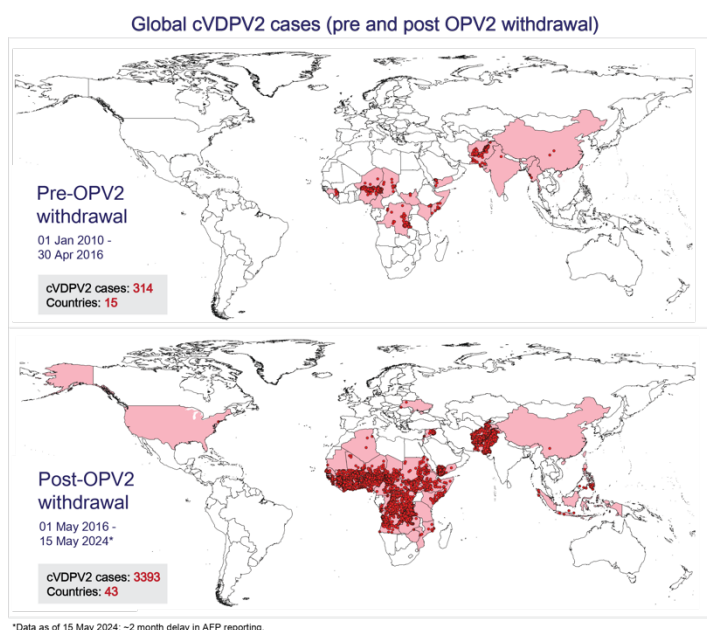 Global cVDPV2 cases (pre and post OPV2 withdrawal)
Pre-OPV2
withdrawal
01 Jan 2010 -
30 Apr 2016
cVDPV2 cases: 314
Countries: 15
Post-OPV2
withdrawal
01 May 2016 -
15 May 2024*
cVDPV2 cases: 3393
Countries: 43
*Data as of 15 May 2024; ~2 month delay in AFP reporting.